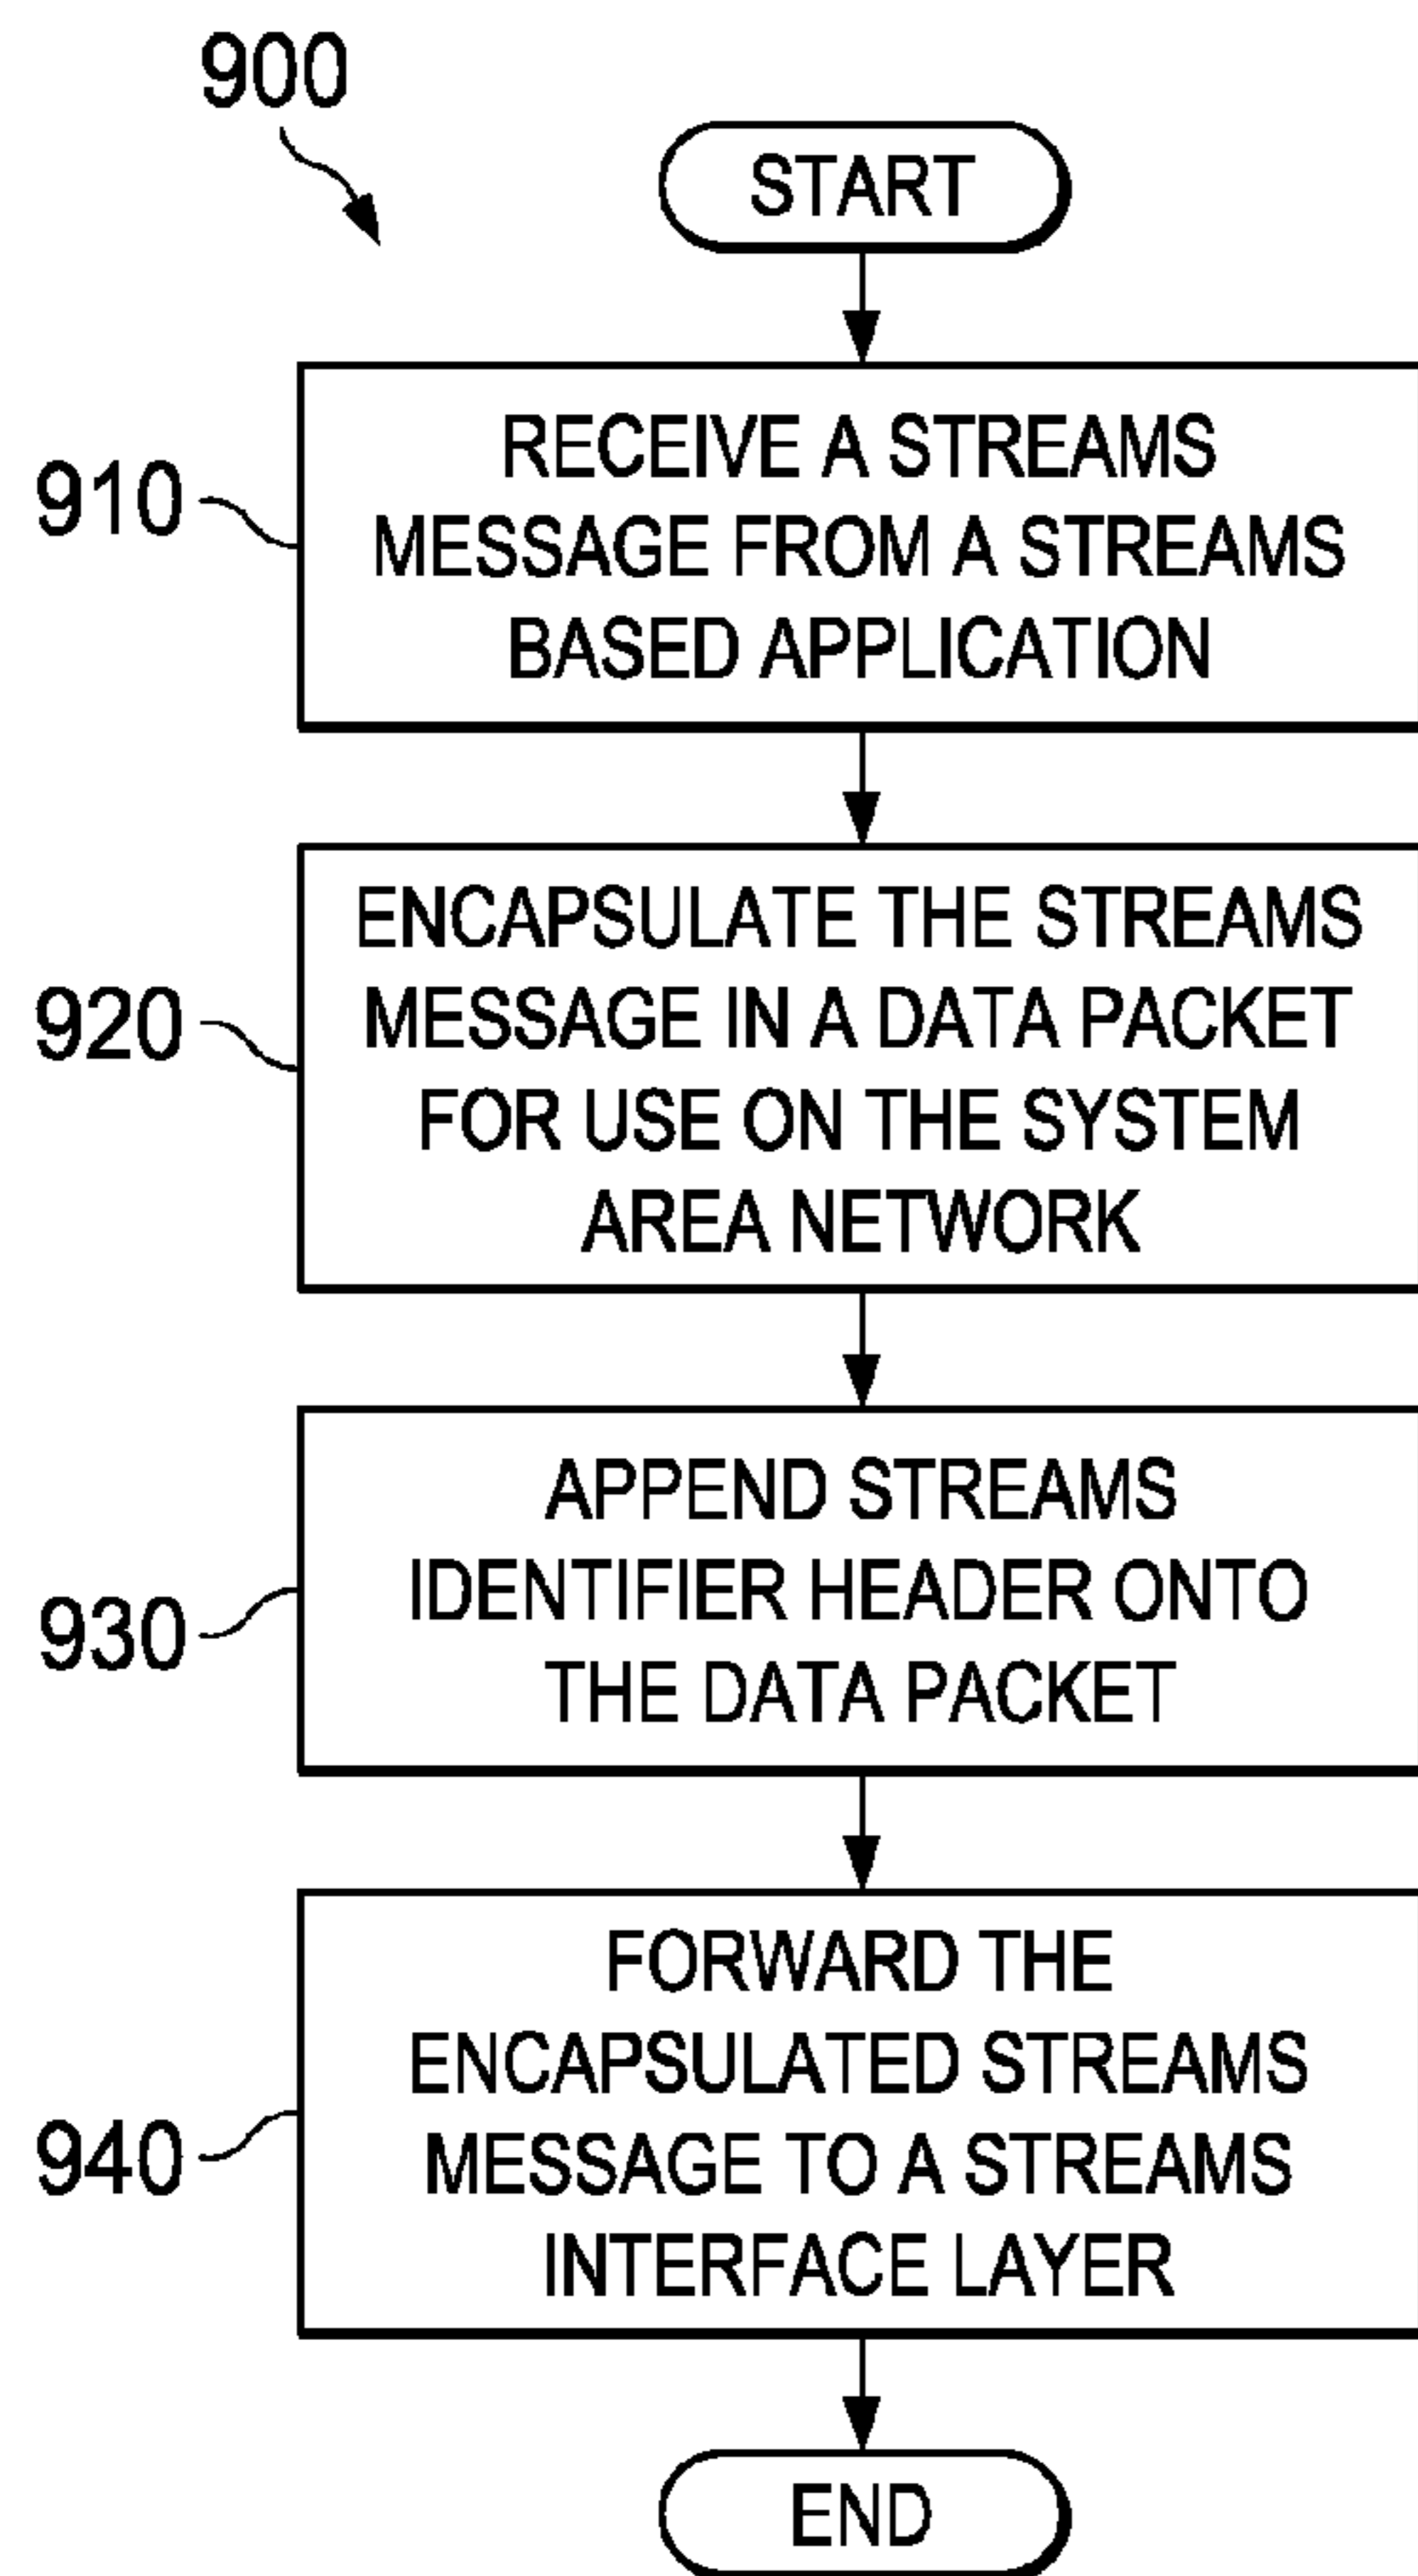 900
START
910
RECEIVE A STREAMS
MESSAGE FROM A STREAMS
BASED APPLICATION
920
ENCAPSULATE THE STREAMS
MESSAGE IN A DATA PACKET
FOR USE ON THE SYSTEM
AREA NETWORK
930
APPEND STREAMS
IDENTIFIER HEADER ONTO
THE DATA PACKET
940
FORWARD THE
ENCAPSULATED STREAMS
MESSAGE TO A STREAMS
INTERFACE LAYER
END